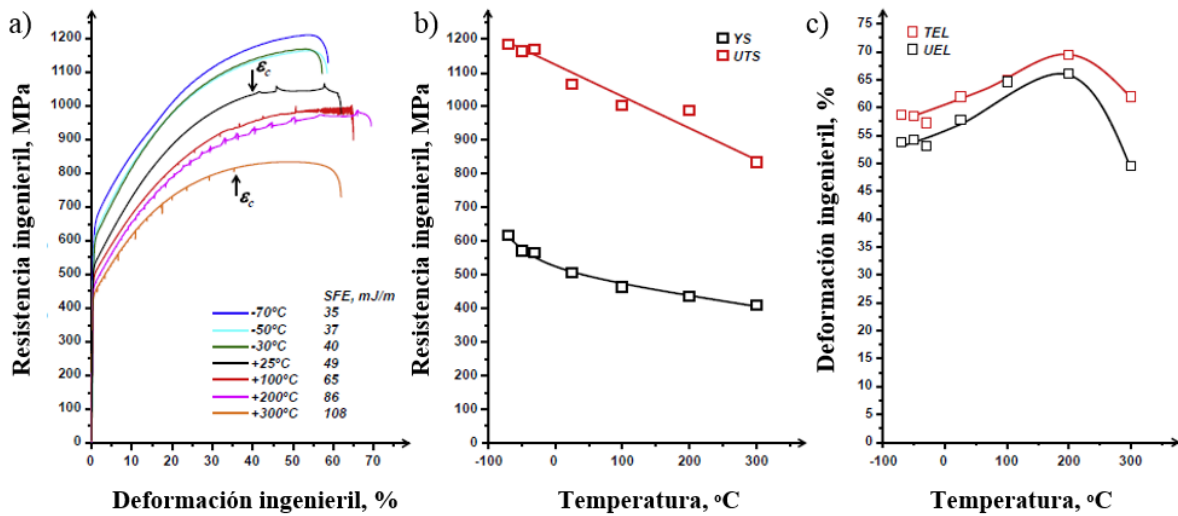 a)
Resistencia ingenieril, MPa
1200
1100
1000
900
800
700
600
500
400
300
200
100
0
εc
εc
SFE, mJ/m
-70ºC 35
-50ºC 37
-30ºC 40
+25ºC 49
+100ºC 65
+200ºC 86
+300ºC 108
0 10 20 30 40 50 60 70
Deformación ingenieril, %
b)
Resistencia ingenieril, MPa
1200
1100
1000
900
800
700
600
500
400
300
200
100
0
YS
UTS
-100 0 100 200 300
Temperatura, ºC
c)
Deformación ingenieril, %
75
70
65
60
55
50
45
40
35
30
25
20
15
10
5
0
TEL
UEL
-100 0 100 200 300
Temperatura, ºC